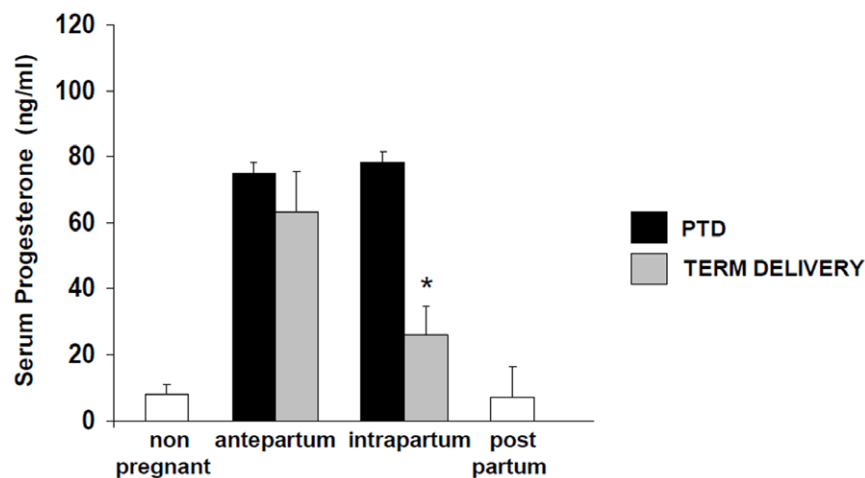 Serum Progesterone (ng/ml)
120
100
80
60
40
20
0
*
non pregnant
antepartum
intrapartum
post partum
PTD
TERM DELIVERY